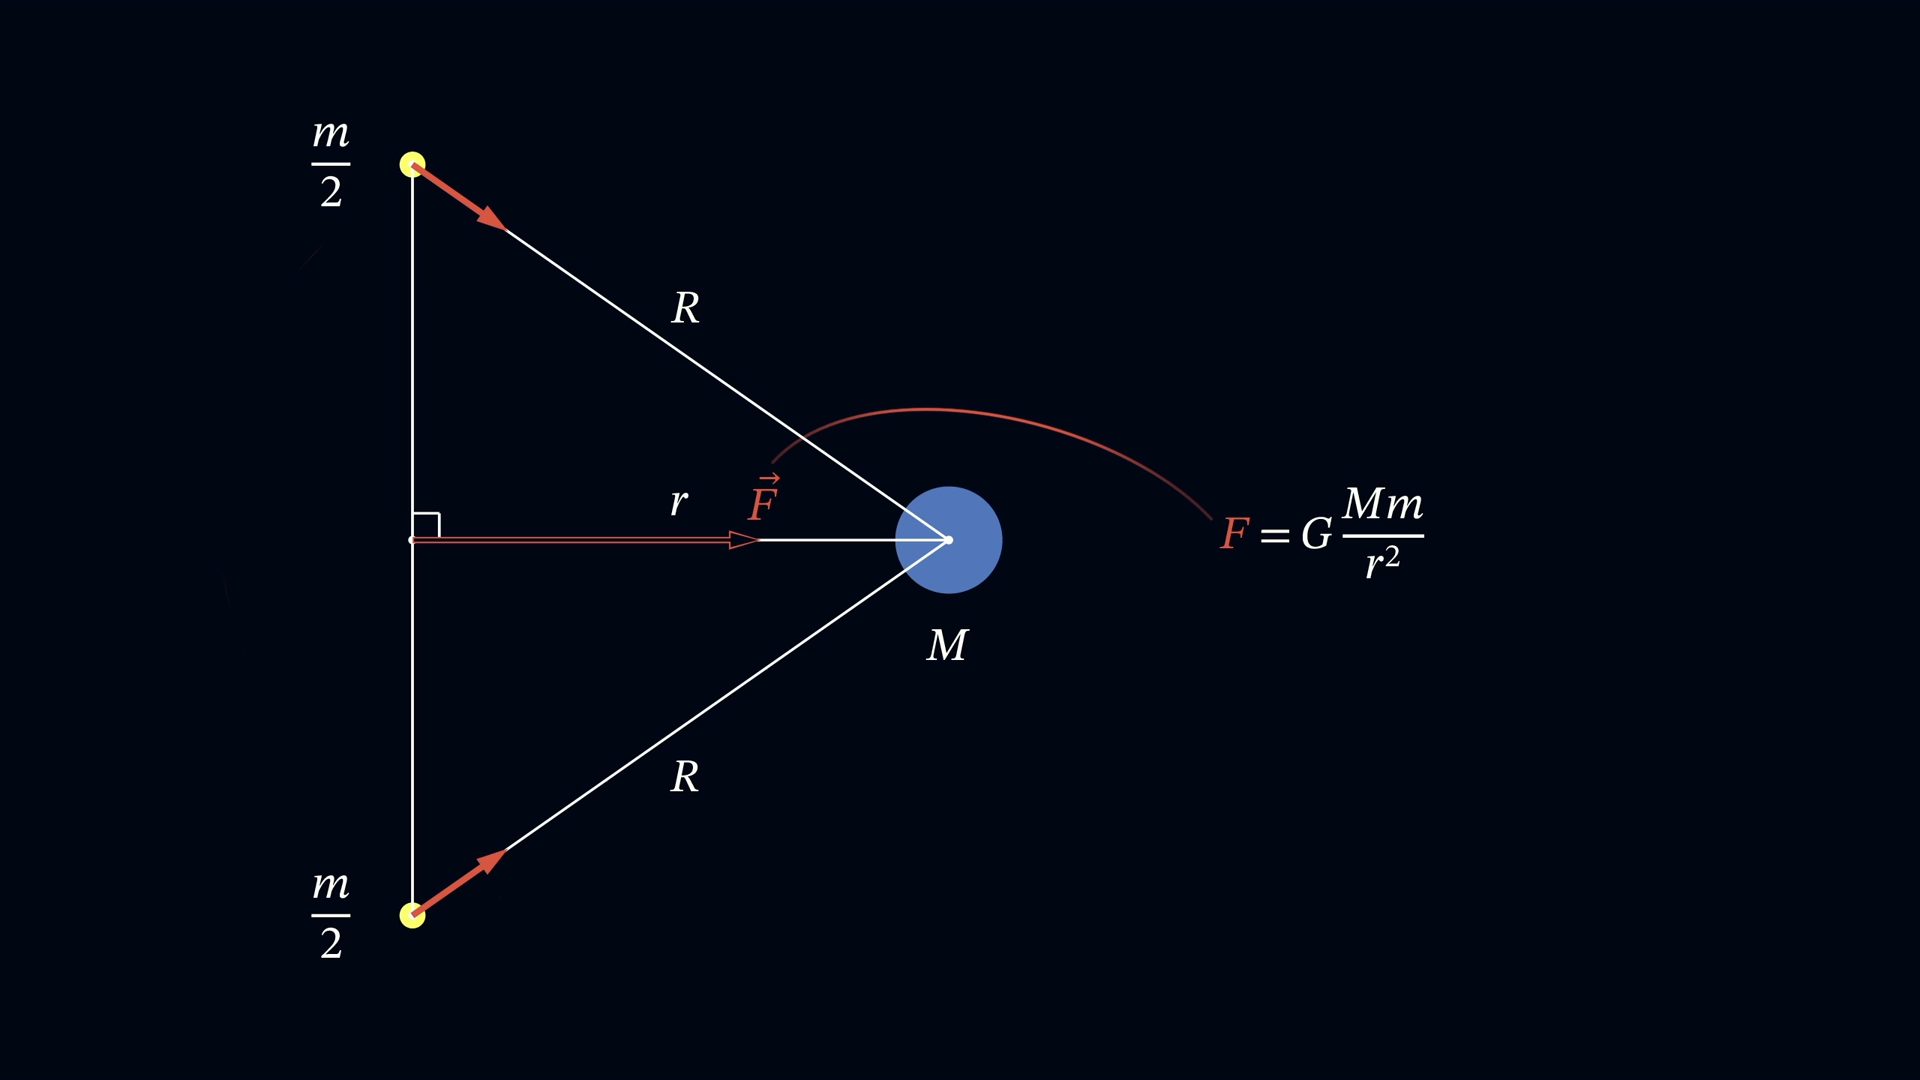 m/2
R
r
F⃗
F = G Mm/r²
M
R
m/2